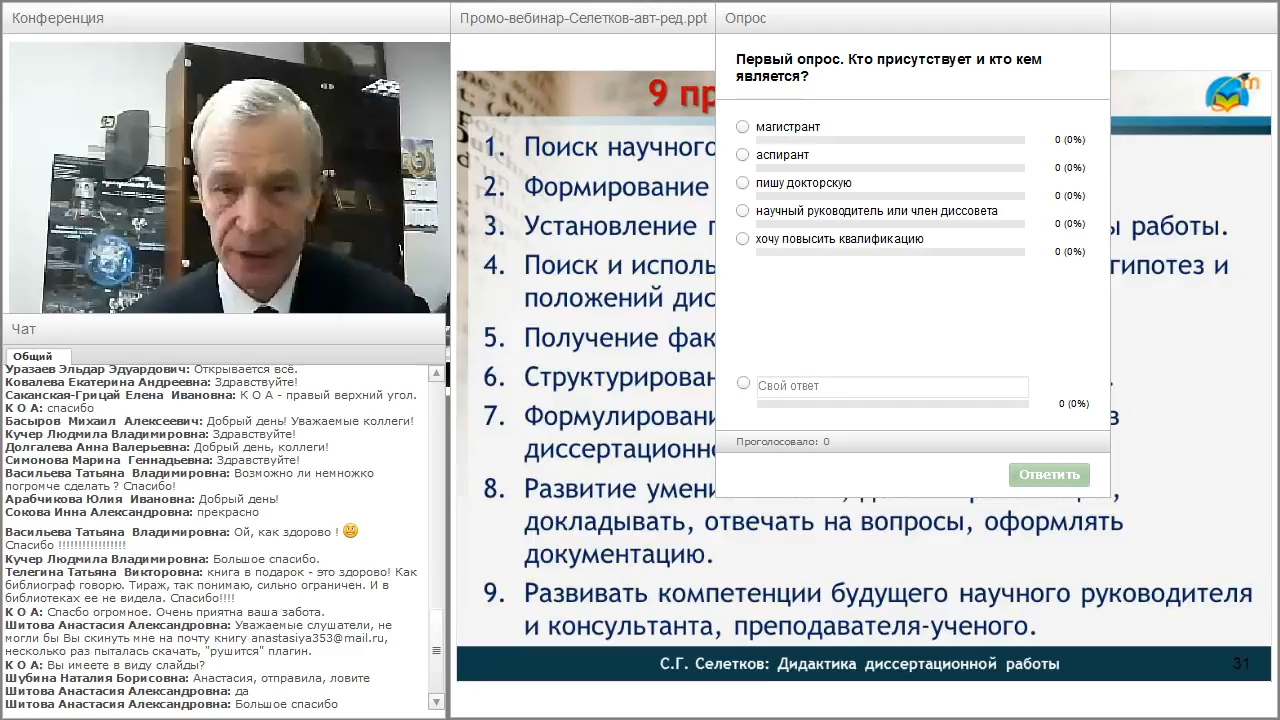 Конференция
Чат
Общий
Уразаев Эльдар Эдуардович: Открывается всё.
Ковалева Екатерина Андреевна: Здравствуйте!
Саканская-Грицай Елена Ивановна: К О А - правый верхний угол.
К О А: спасибо
Басыров Михаил Алексеевич: Добрый день! Уважаемые коллеги!
Кучер Людмила Владимировна: Здравствуйте!
Долгалева Анна Валерьевна: Добрый день, коллеги!
Симонова Марина Геннадьевна: Здравствуйте!
Васильева Татьяна Владимировна: Возможно ли немножко
погромче сделать ? Спасибо!
Арабчикова Юлия Ивановна: Добрый день!
Сокова Инна Александровна: прекрасно
Васильева Татьяна Владимировна: Ой, как здорово !
Спасибо !!!!!!!!!!!!!!!!!
Кучер Людмила Владимировна: Большое спасибо.
Телегина Татьяна Викторовна: книга в подарок - это здорово! Как
библиограф говорю. Тираж, так понимаю, сильно ограничен. И в
библиотеках ее не видела. Спасибо!!!!
К О А: Спасбо огромное. Очень приятна ваша забота.
Шитова Анастасия Александровна: Уважаемые слушатели, не
могли бы Вы скинуть мне на почту книгу anastasiya353@mail.ru,
несколько раз пыталась скачать, "рушится" плагин.
К О А: Вы имеете в виду слайды?
Шубина Наталия Борисовна: Анастасия, отправила, ловите
Шитова Анастасия Александровна: да
Шитова Анастасия Александровна: Большое спасибо
Промо-вебинар-Селетков-авт-ред.ppt
9 пр
1. Поиск научного
2. Формирование
3. Установление п
ы работы.
4. Поиск и исполь
гипотез и
положений дис
5. Получение фак
6. Структурирован
7. Формулировани
в
диссертационно
8. Развитие умени
докладывать, отвечать на вопросы, оформлять
документацию.
9. Развивать компетенции будущего научного руководителя
и консультанта, преподавателя-ученого.
С.Г. Селетков: Дидактика диссертационной работы
31
Опрос
Первый опрос. Кто присутствует и кто кем
является?
магистрант
0 (0%)
аспирант
0 (0%)
пишу докторскую
0 (0%)
научный руководитель или член диссовета
0 (0%)
хочу повысить квалификацию
0 (0%)
Свой ответ
0 (0%)
Проголосовало: 0
Ответить